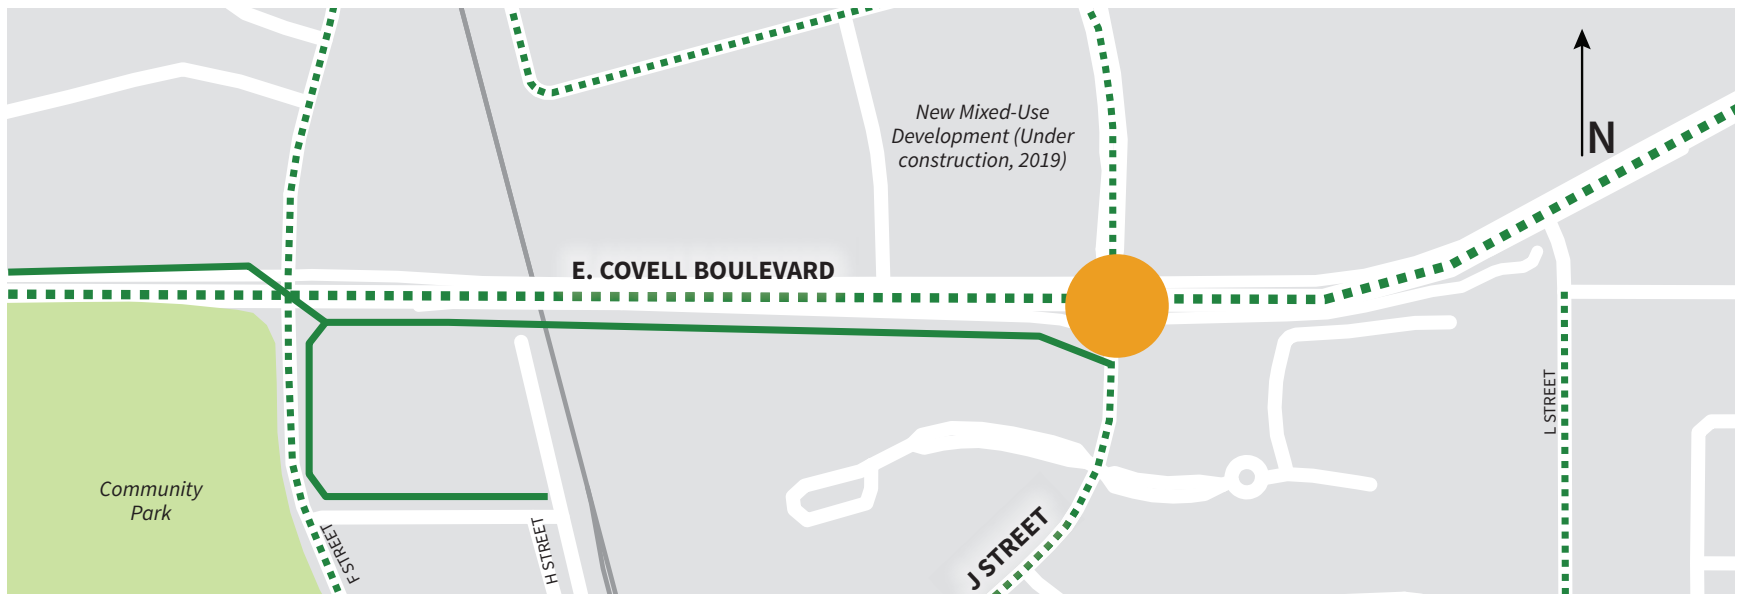 New Mixed-Use
Development (Under
construction, 2019)
N
E. COVELL BOULEVARD
L STREET
Community
Park
F STREET
H STREET
J STREET